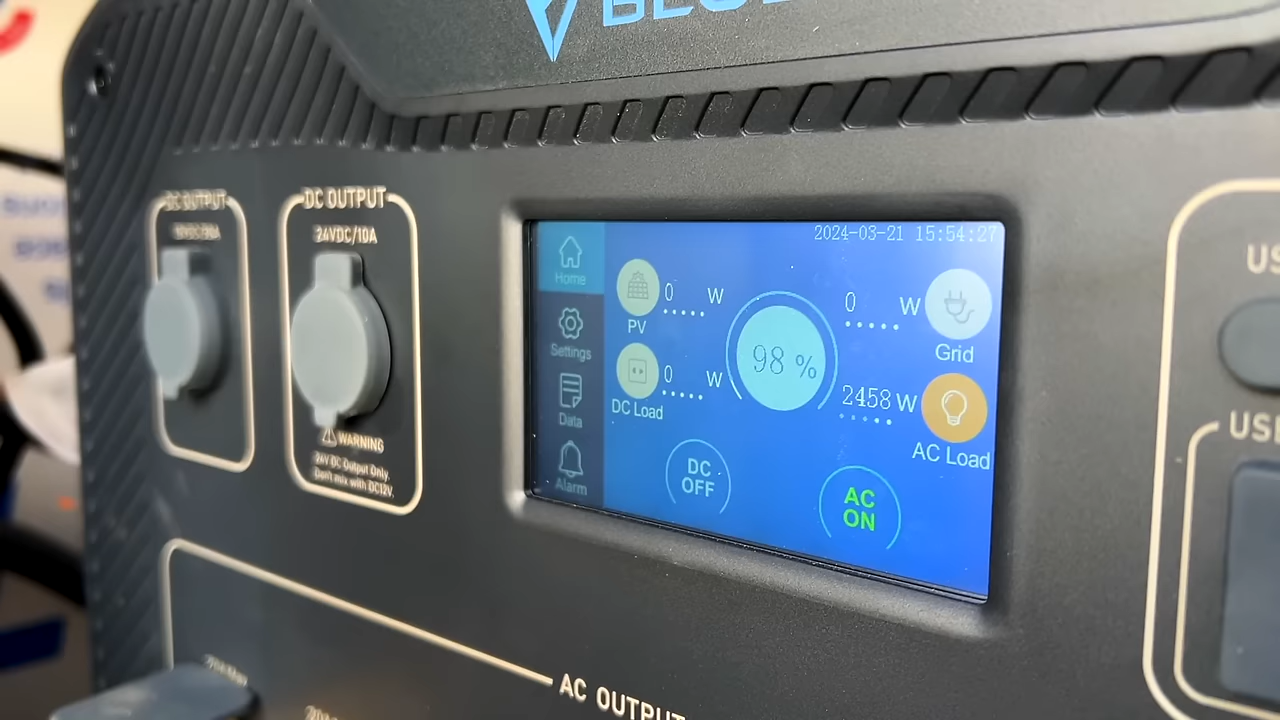 DC OUTPUT
DC OUTPUT
24VDC/10A
WARNING
24V DC Output Only.
Don't mix with DC12V.
2024-03-21 15:54:27
Home
Settings
Data
Alarm
0 W
PV
0 W
DC Load
98 %
0 W
Grid
2458 W
AC Load
DC
OFF
AC
ON
AC OUTPUT